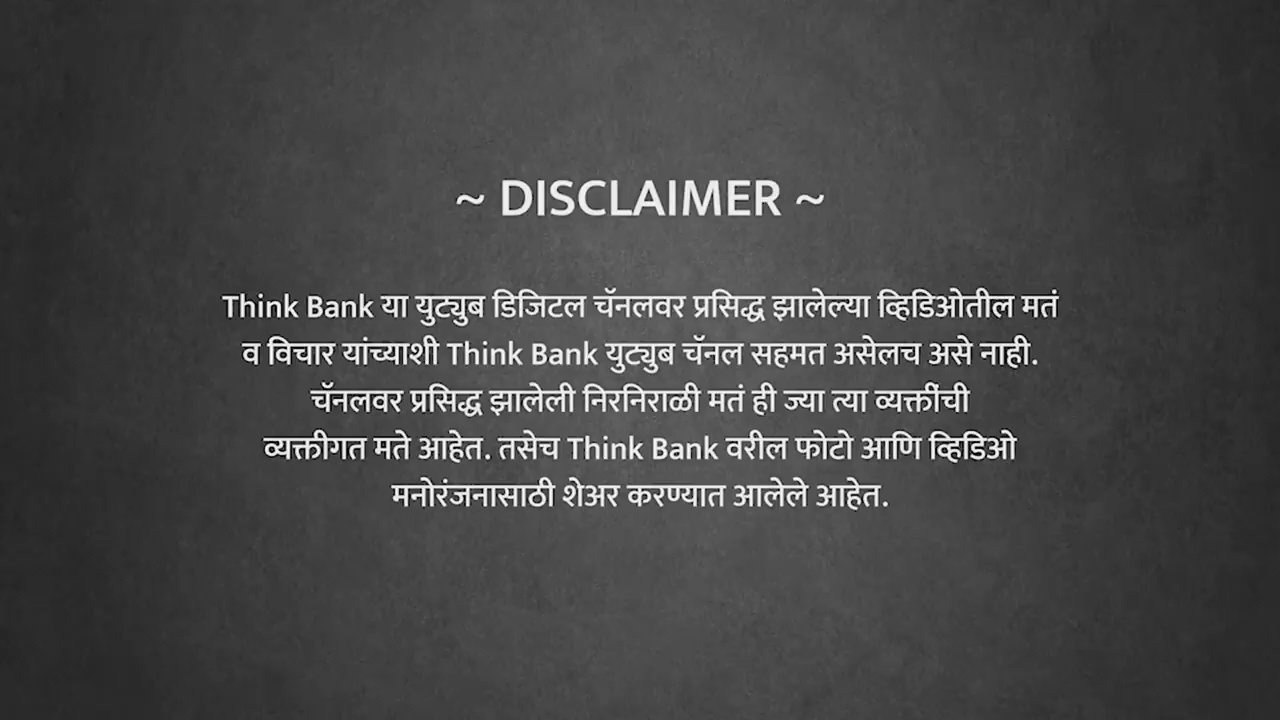 ~ DISCLAIMER ~
Think Bank या युट्युब डिजिटल चॅनलवर प्रसिद्ध झालेल्या व्हिडिओतील मतं
व विचार यांच्याशी Think Bank युट्युब चॅनल सहमत असेलच असे नाही.
चॅनलवर प्रसिद्ध झालेली निरनिराळी मतं ही ज्या त्या व्यक्तींची
व्यक्तीगत मते आहेत. तसेच Think Bank वरील फोटो आणि व्हिडिओ
मनोरंजनासाठी शेअर करण्यात आलेले आहेत.